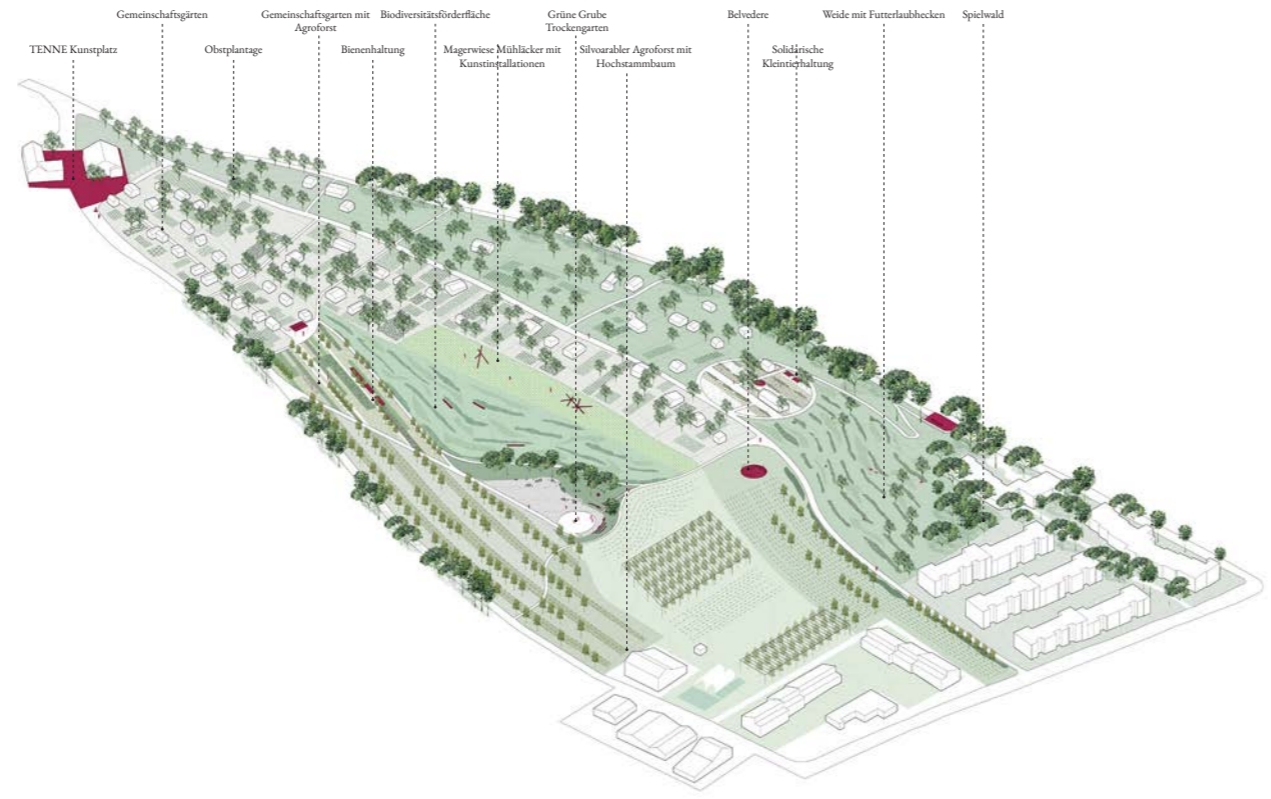 Gemeinschaftsgärten
Gemeinschaftsgarten mit
Agroforst
Biodiversitätsförderfläche
Grüne Grube
Trockengarten
Belvedere
Weide mit Futterlaubhecken
Spielwald
TENNE Kunstplatz
Obstplantage
Bienenhaltung
Magerwiese Mühläcker mit
Kunstinstallationen
Silvoarabler Agroforst mit
Hochstammbaum
Solidarische
Kleintierhaltung